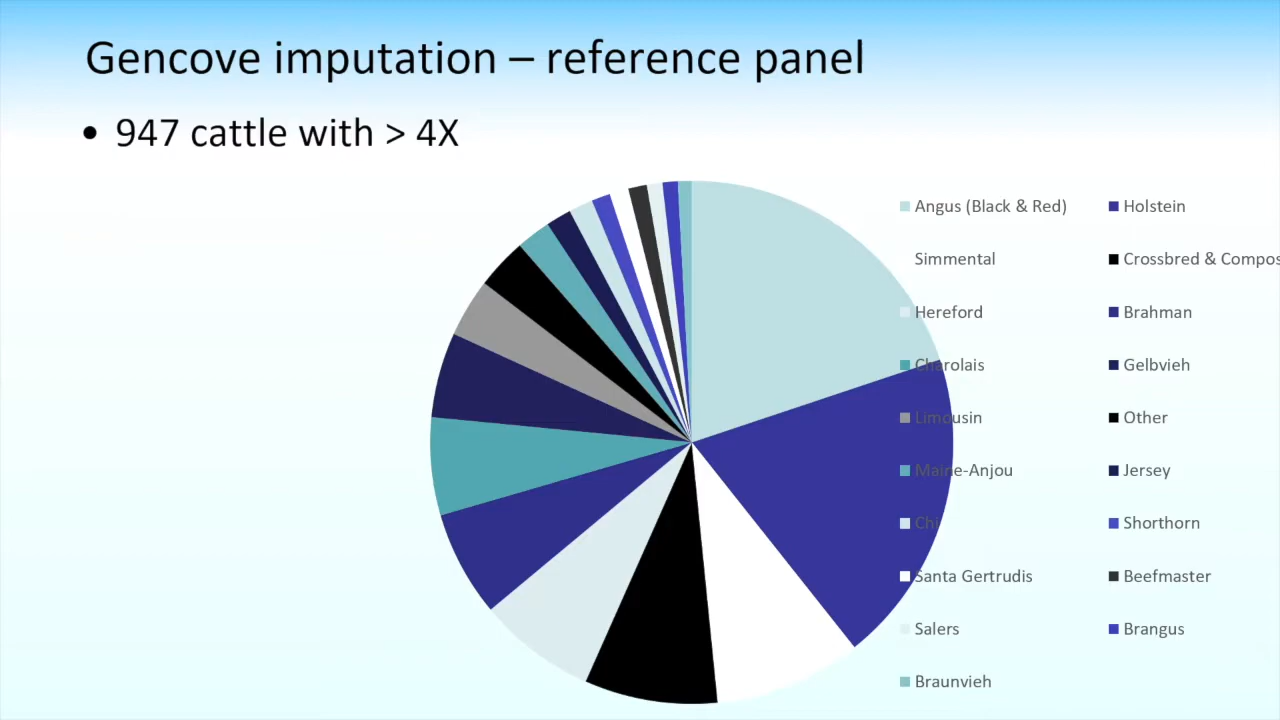 Gencove imputation – reference panel
• 947 cattle with > 4X
Angus (Black & Red) Holstein
Simmental Crossbred & Compos
Hereford Brahman
Charolais Gelbvieh
Limousin Other
Maine-Anjou Jersey
Chi Shorthorn
Santa Gertrudis Beefmaster
Salers Brangus
Braunvieh